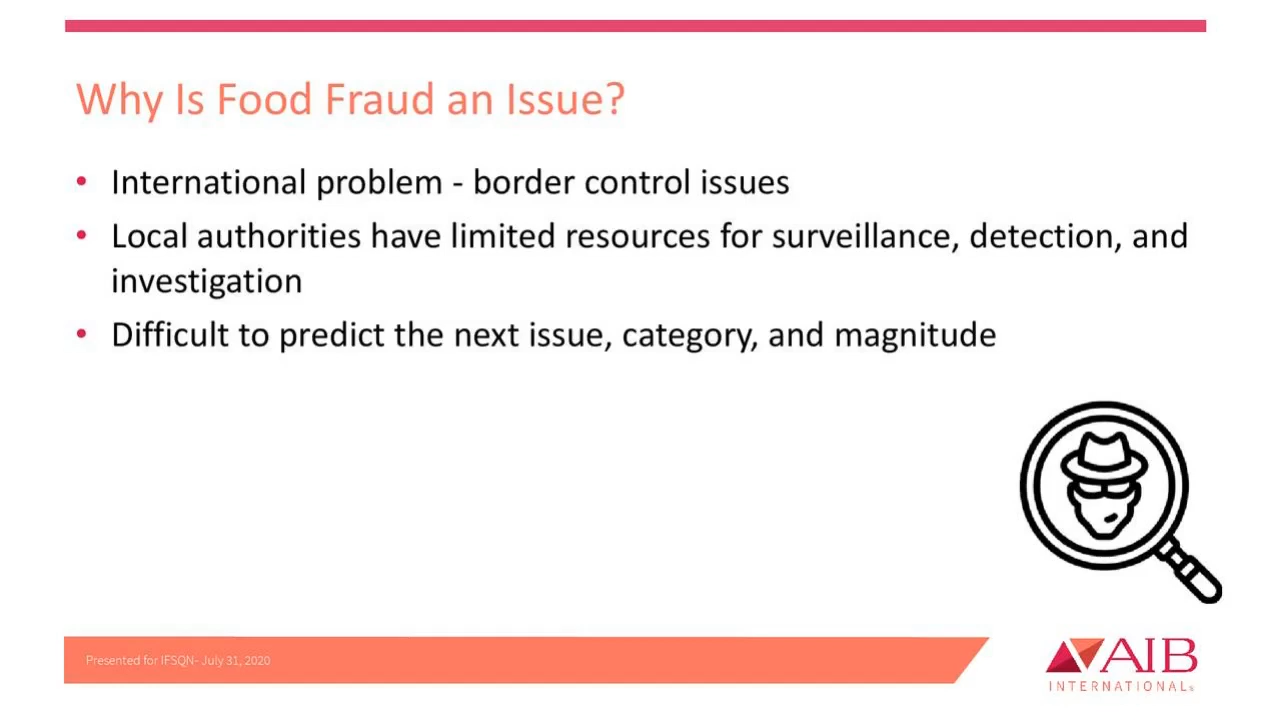 Why Is Food Fraud an Issue?
• International problem - border control issues
• Local authorities have limited resources for surveillance, detection, and
investigation
• Difficult to predict the next issue, category, and magnitude
Presented for IFSQN- July 31, 2020
AIB
INTERNATIONAL